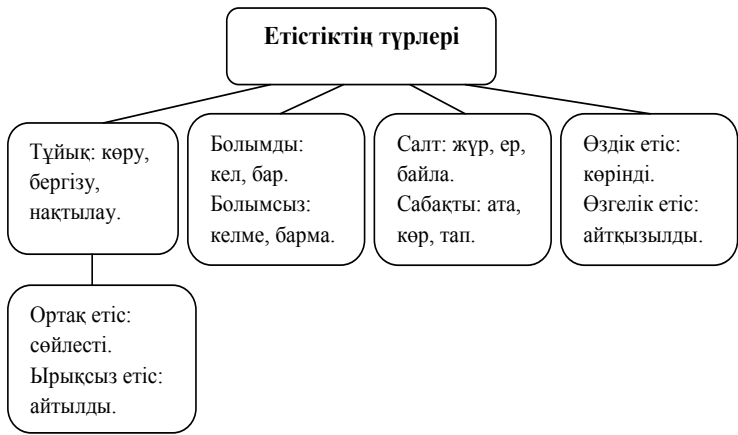 Етістіктің түрлері
Тұйық: көру,
бергізу,
нақтылау.
Болымды:
кел, бар.
Болымсыз:
келме, барма.
Салт: жүр, ер,
байла.
Сабақты: ата,
көр, тап.
Өздік етіс:
көрінді.
Өзгелік етіс:
айтқызылды.
Ортақ етіс:
сөйлесті.
Ырықсыз етіс:
айтылды.